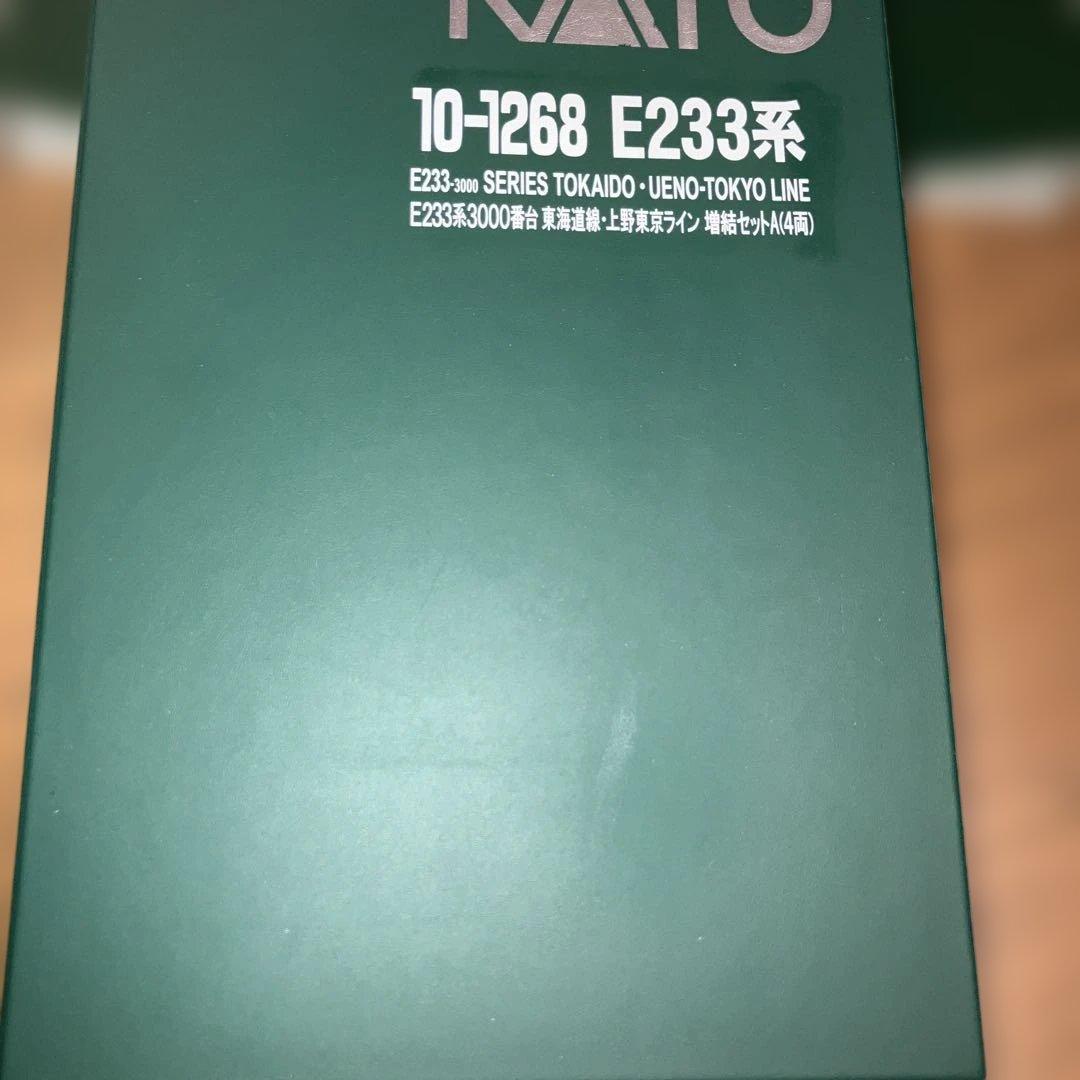 KATO
10-1268 E233系
E233-3000 SERIES TOKAIDO・UENO-TOKYO LINE
E233系3000番台 東海道線・上野東京ライン 増結セットA(4両)